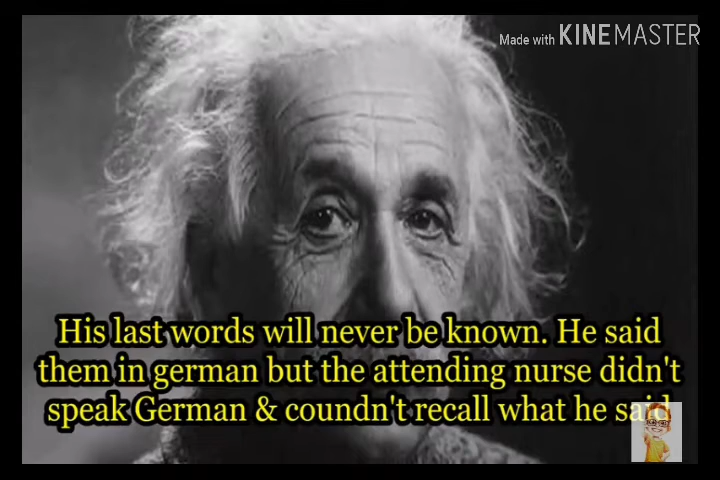 Made with KINEMASTER
His last words will never be known. He said
them in german but the attending nurse didn't
speak German & coundn't recall what he said